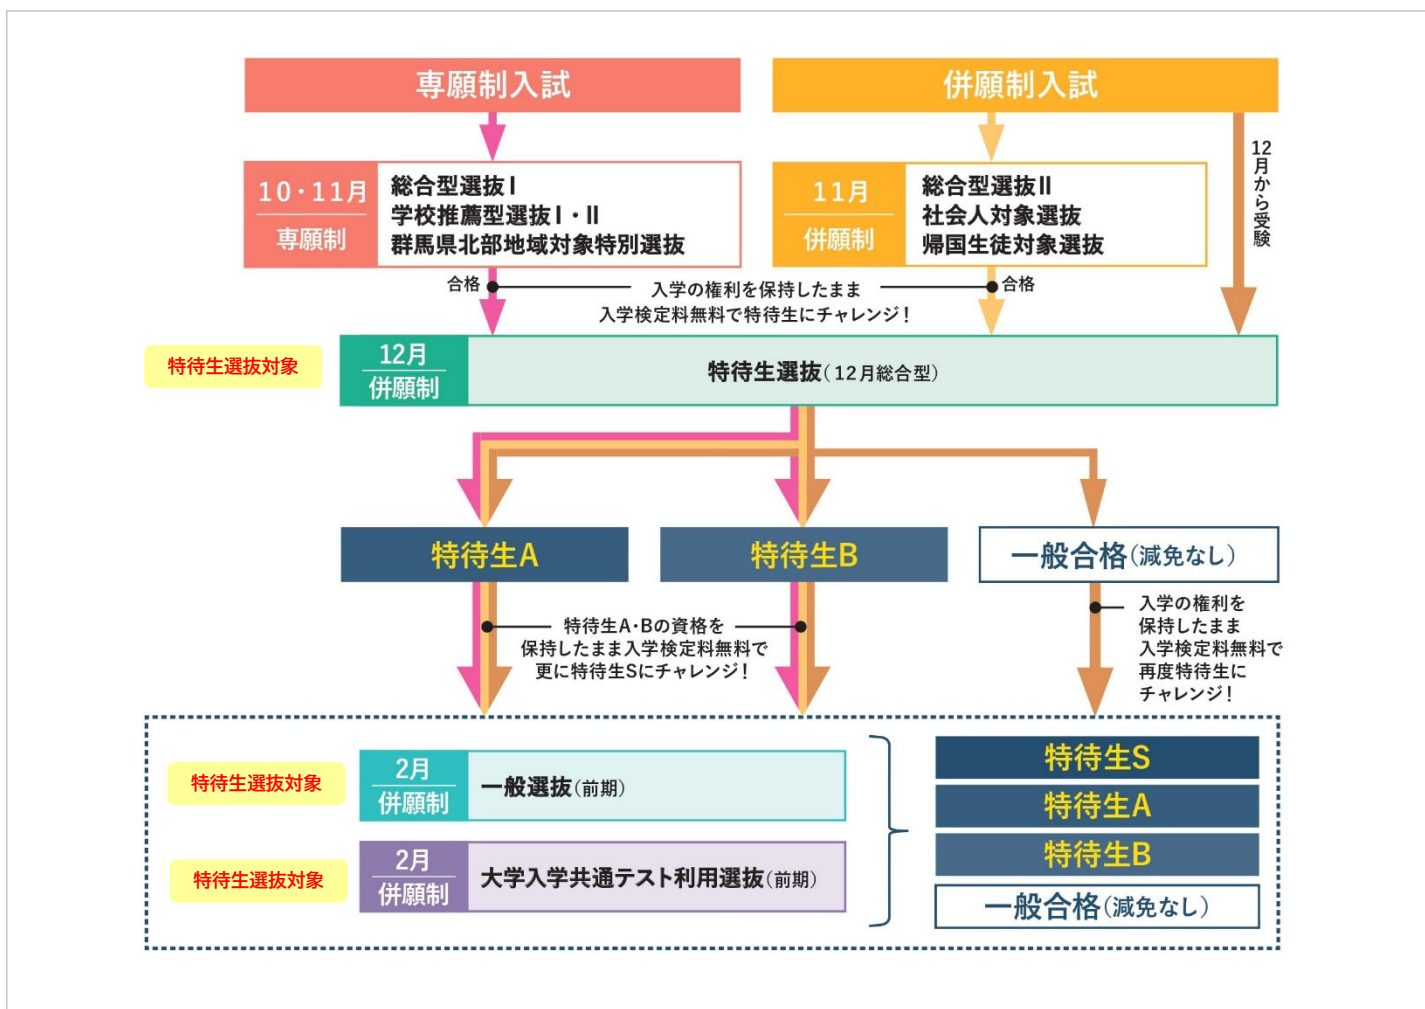 専願制入試
併願制入試
10・11月
専願制
総合型選抜Ⅰ
学校推薦型選抜Ⅰ・Ⅱ
群馬県北部地域対象特別選抜
11月
併願制
総合型選抜Ⅱ
社会人対象選抜
帰国生徒対象選抜
12月から受験
合格
入学の権利を保持したまま
入学検定料無料で特待生にチャレンジ！
合格
特待生選抜対象
12月
併願制
特待生選抜（12月総合型）
特待生A
特待生B
一般合格（減免なし）
特待生A・Bの資格を
保持したまま入学検定料無料で
更に特待生Sにチャレンジ！
入学の権利を
保持したまま
入学検定料無料で
再度特待生に
チャレンジ！
特待生選抜対象
2月
併願制
一般選抜（前期）
特待生選抜対象
2月
併願制
大学入学共通テスト利用選抜（前期）
特待生S
特待生A
特待生B
一般合格（減免なし）